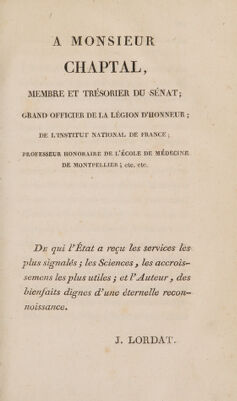 A MONSIEUR
CHAPTAL,
MEMBRE ET TRÉSORIER DU SÉNAT;
GRAND OFFICIER DE LA LÉGION D'HONNEUR;
DE L'INSTITUT NATIONAL DE FRANCE;
PROFESSEUR HONORAIRE DE L'ÉCOLE DE MÉDECINE
DE MONTPELLIER; etc. etc.
DE qui l'État a reçu les services les
plus signalés; les Sciences, les accrois-
semens les plus utiles; et l'Auteur, des
bienfaits dignes d'une éternelle recon-
noissance.
J. LORDAT.